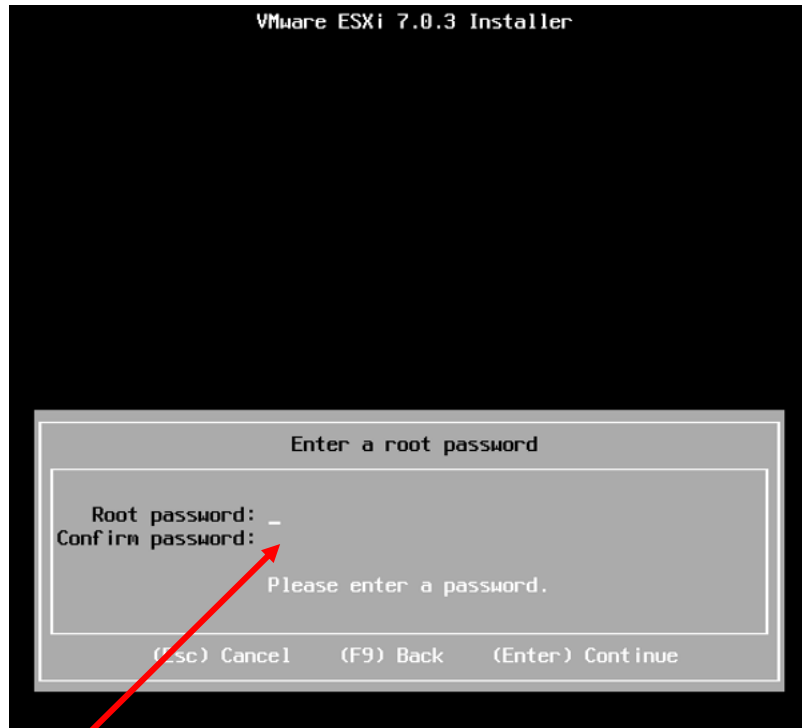 VMware ESXi 7.0.3 Installer
Enter a root password
Root password: _
Confirm password:
Please enter a password.
(Esc) Cancel (F9) Back (Enter) Continue